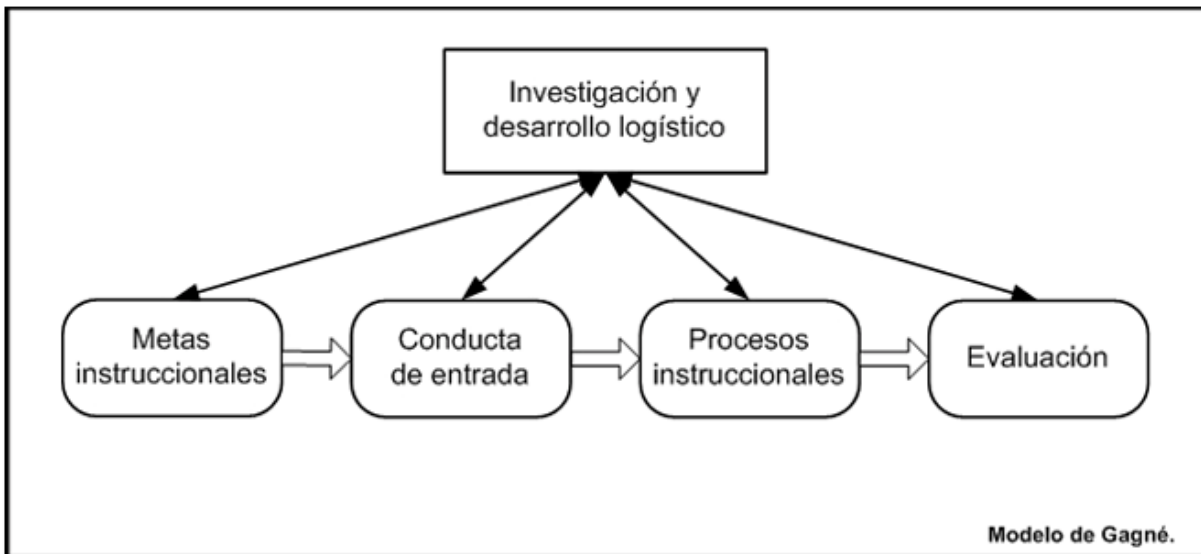 Investigación y
desarrollo logístico
Metas
instruccionales
Conducta
de entrada
Procesos
instruccionales
Evaluación
Modelo de Gagné.